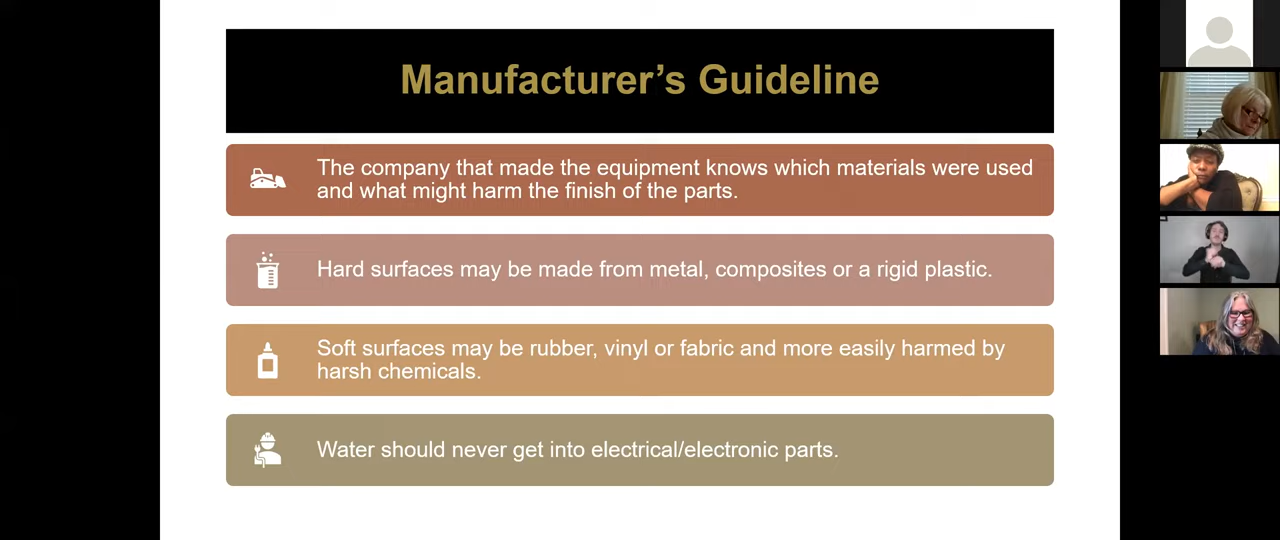 Manufacturer’s Guideline
The company that made the equipment knows which materials were used
and what might harm the finish of the parts.
Hard surfaces may be made from metal, composites or a rigid plastic.
Soft surfaces may be rubber, vinyl or fabric and more easily harmed by
harsh chemicals.
Water should never get into electrical/electronic parts.